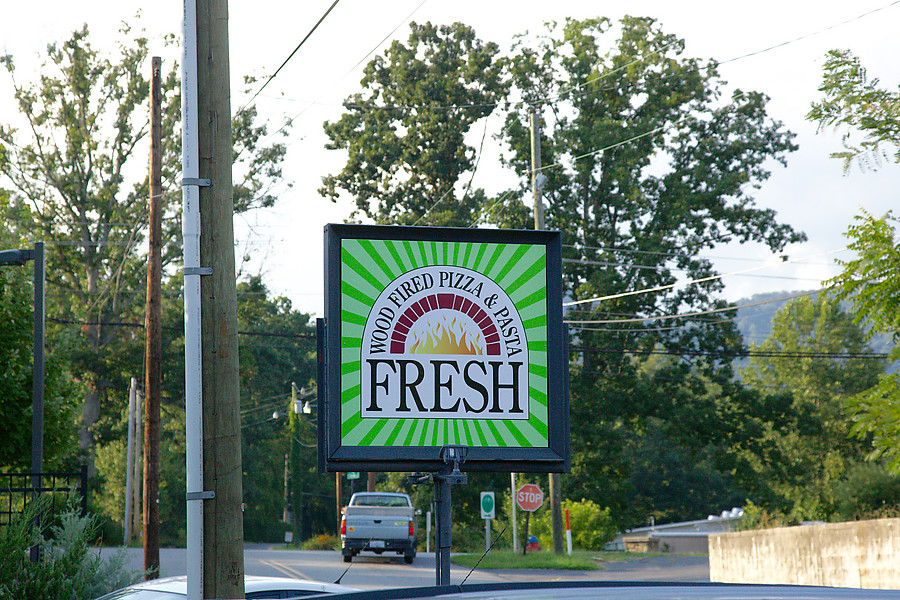 WOOD FIRED PIZZA & PASTA
FRESH
STOP